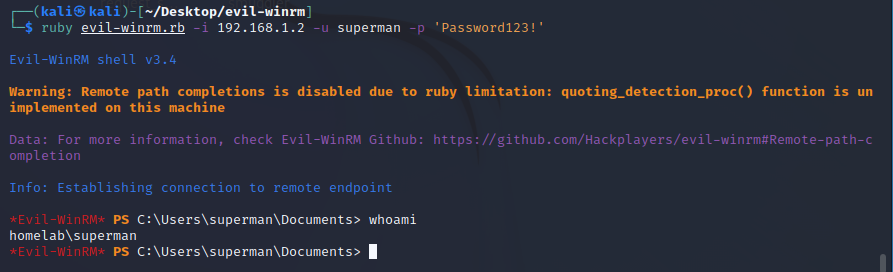 ┌──(kali㉿kali)-[~/Desktop/evil-winrm]
└─$ ruby evil-winrm.rb -i 192.168.1.2 -u superman -p 'Password123!'
Evil-WinRM shell v3.4
Warning: Remote path completions is disabled due to ruby limitation: quoting_detection_proc() function is un
implemented on this machine
Data: For more information, check Evil-WinRM Github: https://github.com/Hackplayers/evil-winrm#Remote-path-c
ompletion
Info: Establishing connection to remote endpoint
*Evil-WinRM* PS C:\Users\superman\Documents> whoami
homelab\superman
*Evil-WinRM* PS C:\Users\superman\Documents>